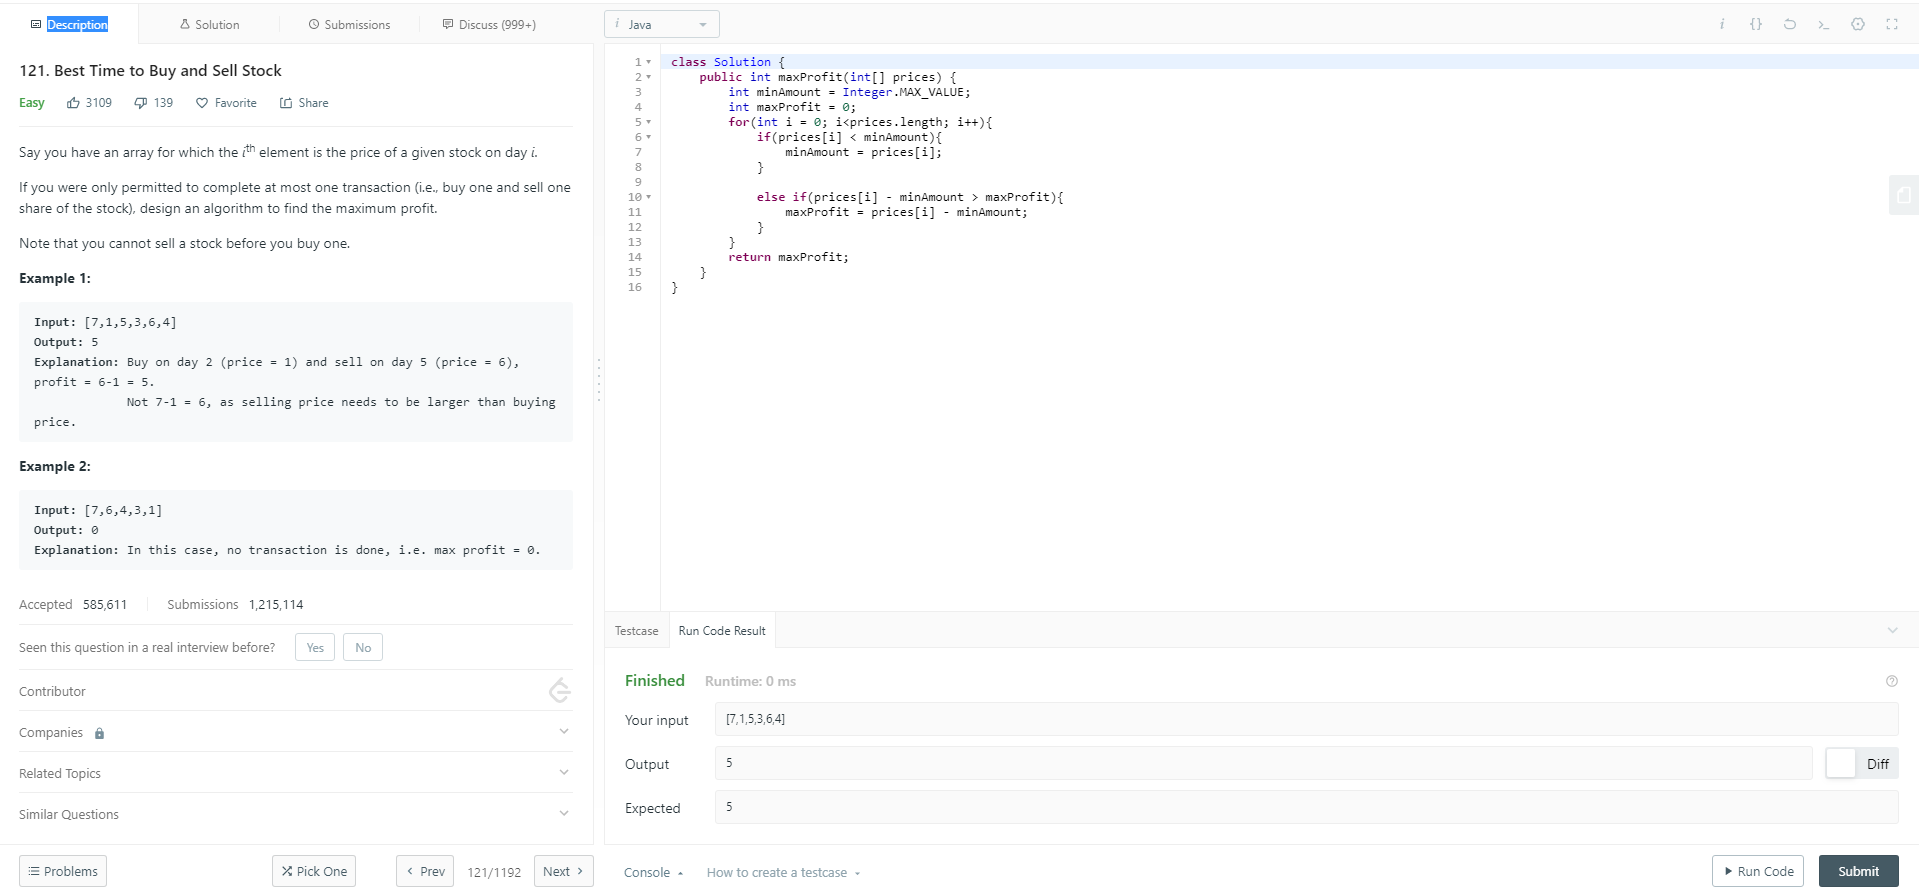 Description
Solution
Submissions
Discuss (999+)
i Java
i {} >_
121. Best Time to Buy and Sell Stock
Easy 3109 139 Favorite Share
Say you have an array for which the ith element is the price of a given stock on day i.
If you were only permitted to complete at most one transaction (i.e., buy one and sell one
share of the stock), design an algorithm to find the maximum profit.
Note that you cannot sell a stock before you buy one.
Example 1:
Input: [7,1,5,3,6,4]
Output: 5
Explanation: Buy on day 2 (price = 1) and sell on day 5 (price = 6),
profit = 6-1 = 5.
Not 7-1 = 6, as selling price needs to be larger than buying
price.
Example 2:
Input: [7,6,4,3,1]
Output: 0
Explanation: In this case, no transaction is done, i.e. max profit = 0.
Accepted 585,611 Submissions 1,215,114
Seen this question in a real interview before? Yes No
Contributor
Companies
Related Topics
Similar Questions
Problems
Pick One
Prev
121/1192
Next
1 class Solution {
2 public int maxProfit(int[] prices) {
3 int minAmount = Integer.MAX_VALUE;
4 int maxProfit = 0;
5 for(int i = 0; i<prices.length; i++){
6 if(prices[i] < minAmount){
7 minAmount = prices[i];
8 }
9
10 else if(prices[i] - minAmount > maxProfit){
11 maxProfit = prices[i] - minAmount;
12 }
13 }
14 return maxProfit;
15 }
16 }
Testcase
Run Code Result
Finished Runtime: 0 ms
Your input [7,1,5,3,6,4]
Output 5 Diff
Expected 5
Console
How to create a testcase
Run Code
Submit